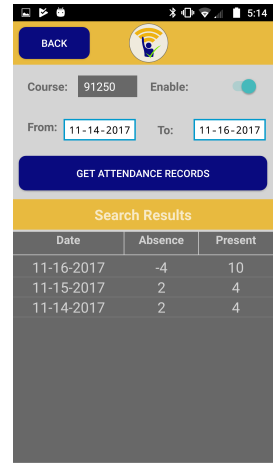 5:14
BACK
Course: 91250 Enable:
From: 11-14-2017 To: 11-16-2017
GET ATTENDANCE RECORDS
Search Results
Date Absence Present
11-16-2017 -4 10
11-15-2017 2 4
11-14-2017 2 4